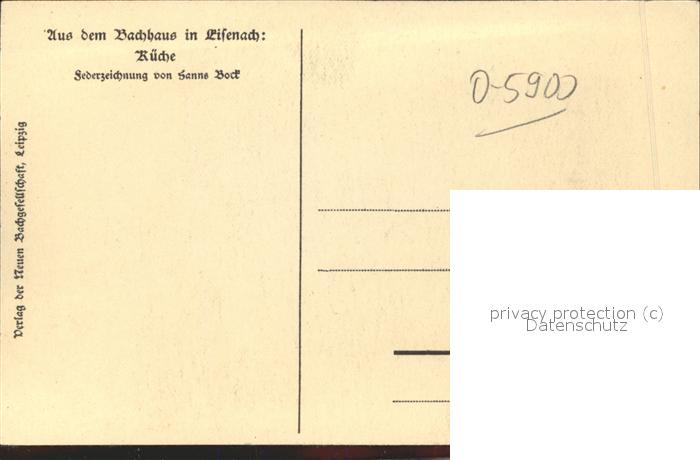 Aus dem Bachhaus in Eisenach:
Küche
Federzeichnung von Hanns Bock
Verlag der Neuen Bachgesellschaft, Leipzig
0-5900
privacy protection (c)
Datenschutz